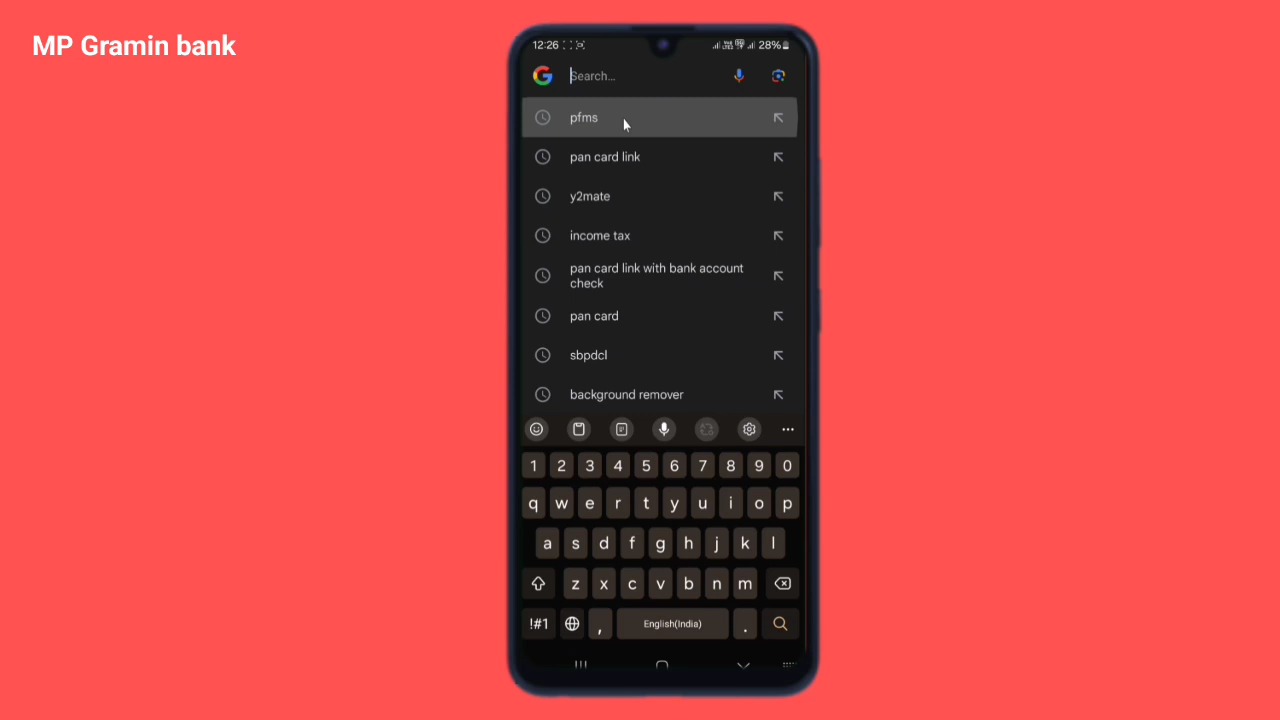 MP Gramin bank
12:26 28%
Search...
pfms
pan card link
y2mate
income tax
pan card link with bank account
check
pan card
sbpdcl
background remover
1 2 3 4 5 6 7 8 9 0
q w e r t y u i o p
a s d f g h j k l
z x c v b n m
!#1 , English(India) .